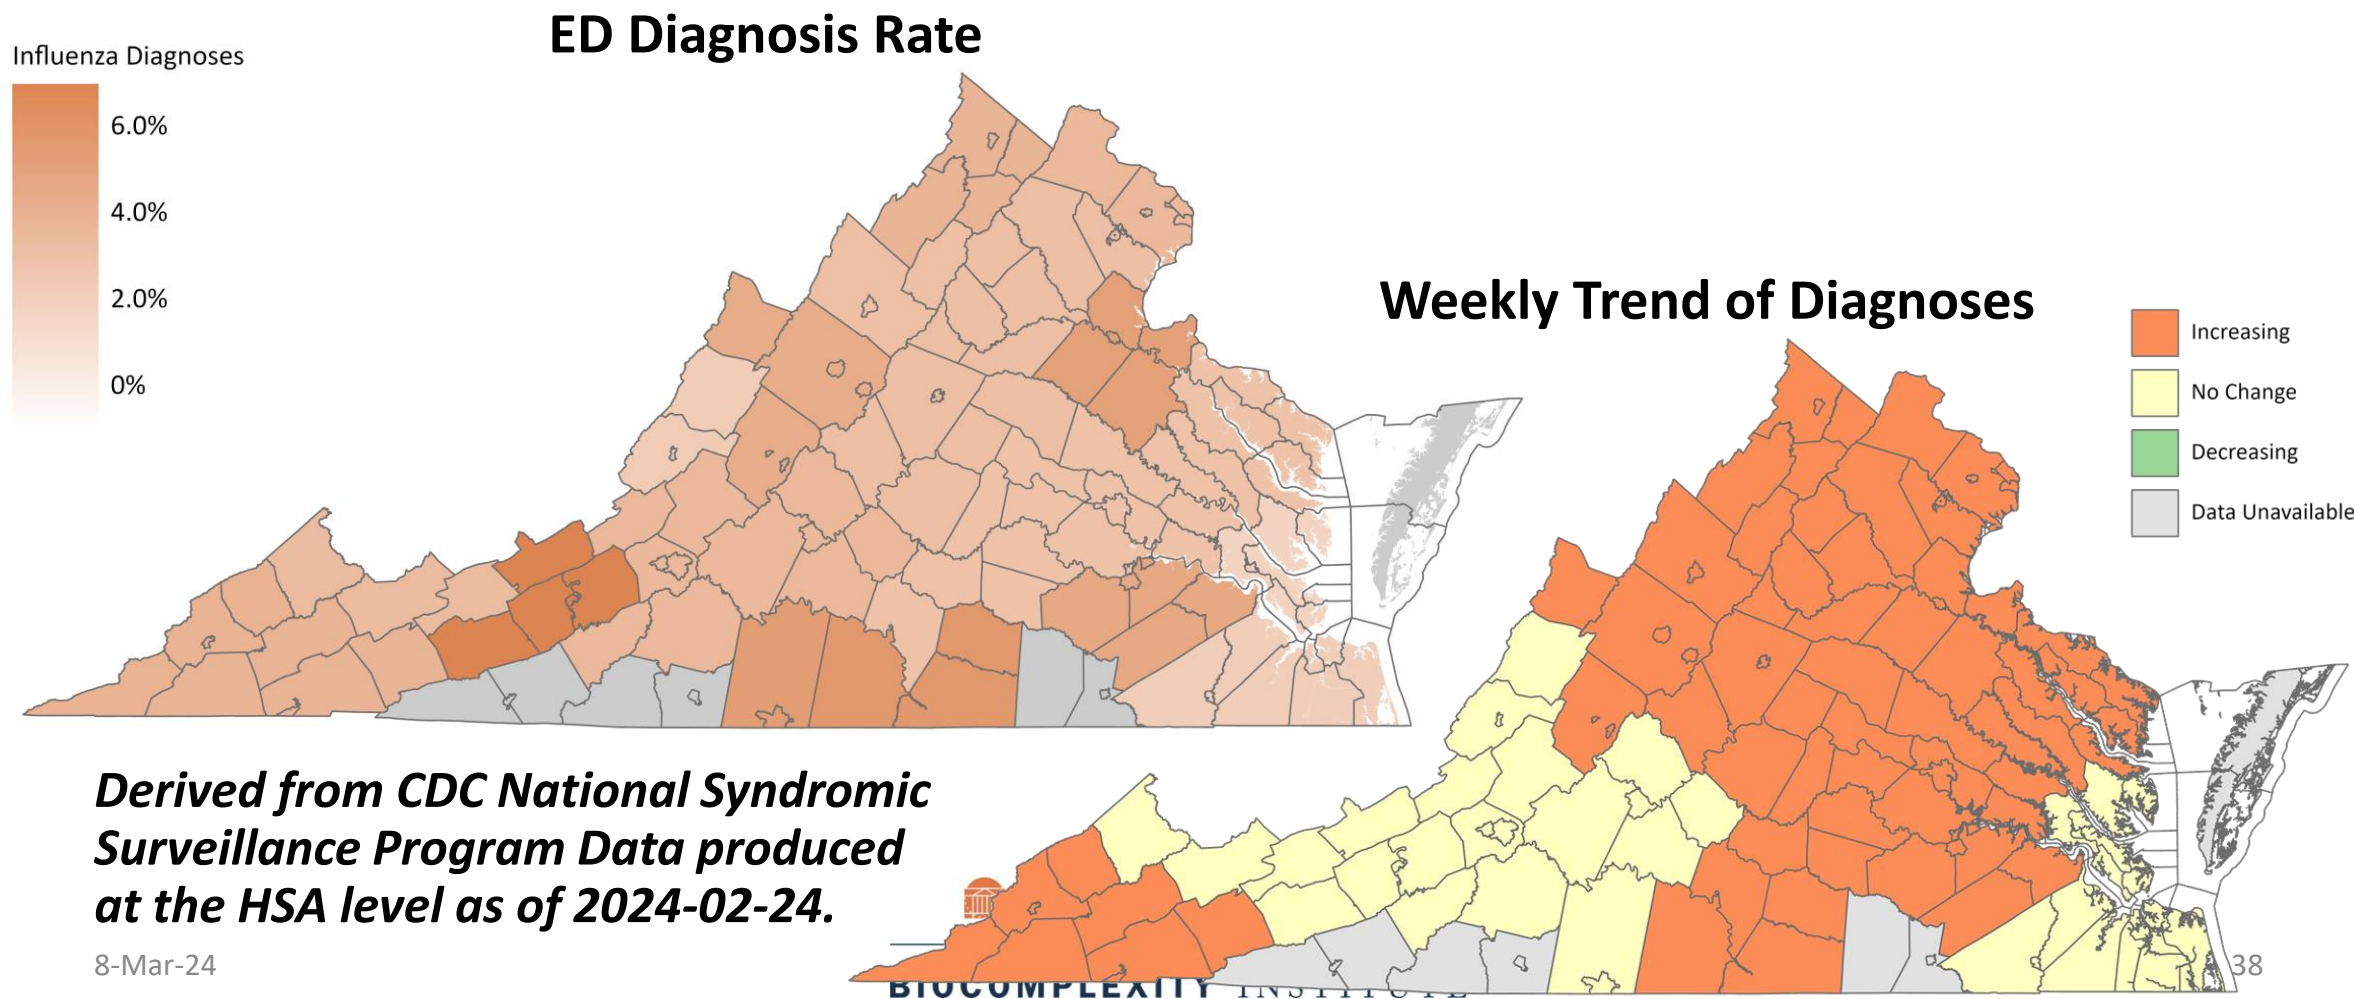 ED Diagnosis Rate
Influenza Diagnoses
6.0%
4.0%
2.0%
0%
Weekly Trend of Diagnoses
Increasing
No Change
Decreasing
Data Unavailable
Derived from CDC National Syndromic
Surveillance Program Data produced
at the HSA level as of 2024-02-24.
8-Mar-24
BIOCOMPLEXITY INSTITUTE
38